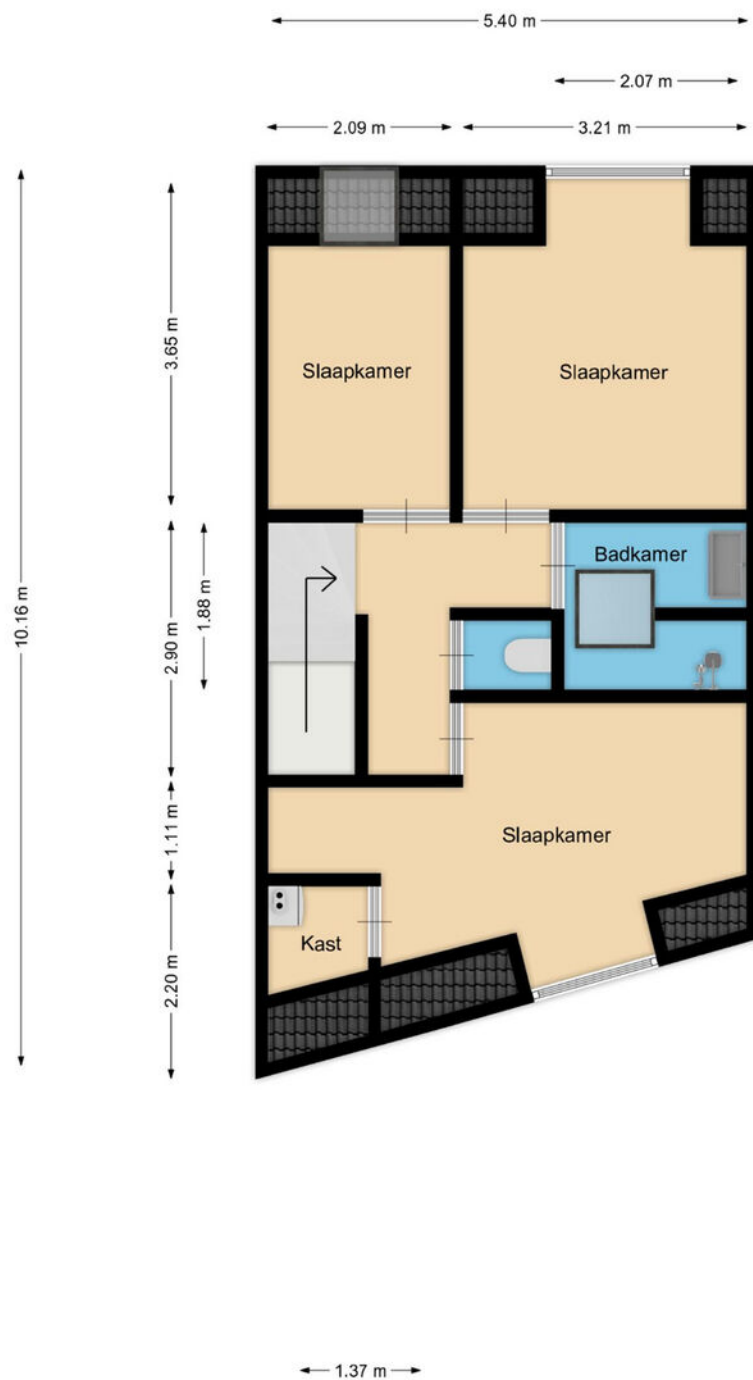 5.40 m
2.07 m
2.09 m
3.21 m
3.65 m
Slaapkamer
Slaapkamer
10.16 m
2.90 m
1.88 m
Badkamer
1.11 m
Slaapkamer
2.20 m
Kast
1.37 m